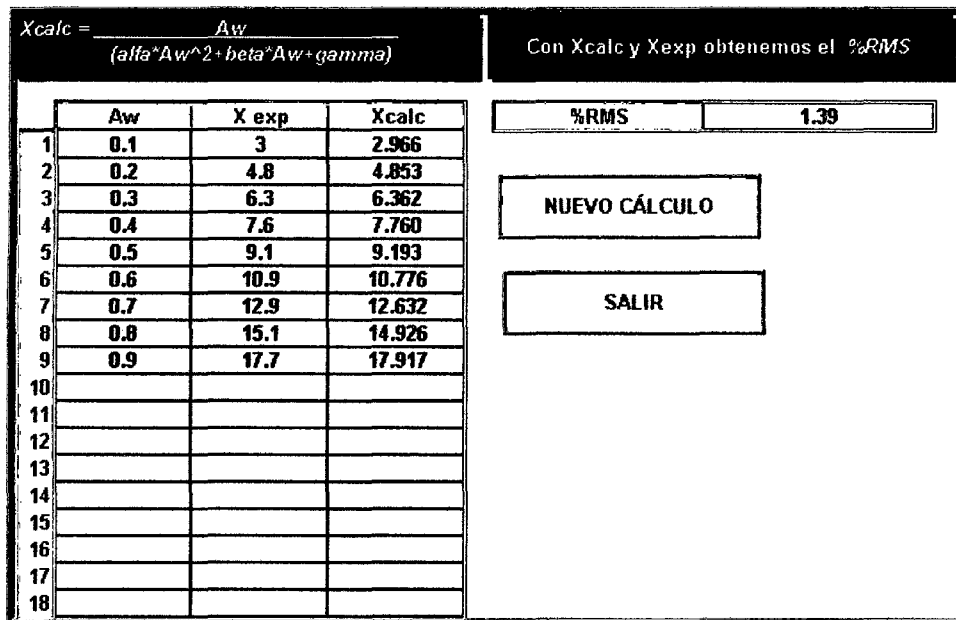 Xcalc = Aw
(alfa*Aw^2+beta*Aw+gamma)
Con Xcalc y Xexp obtenemos el %RMS
Aw X exp Xcalc
1 0.1 3 2.966
2 0.2 4.8 4.853
3 0.3 6.3 6.362
4 0.4 7.6 7.760
5 0.5 9.1 9.193
6 0.6 10.9 10.776
7 0.7 12.9 12.632
8 0.8 15.1 14.926
9 0.9 17.7 17.917
10
11
12
13
14
15
16
17
18
%RMS 1.39
NUEVO CÁLCULO
SALIR